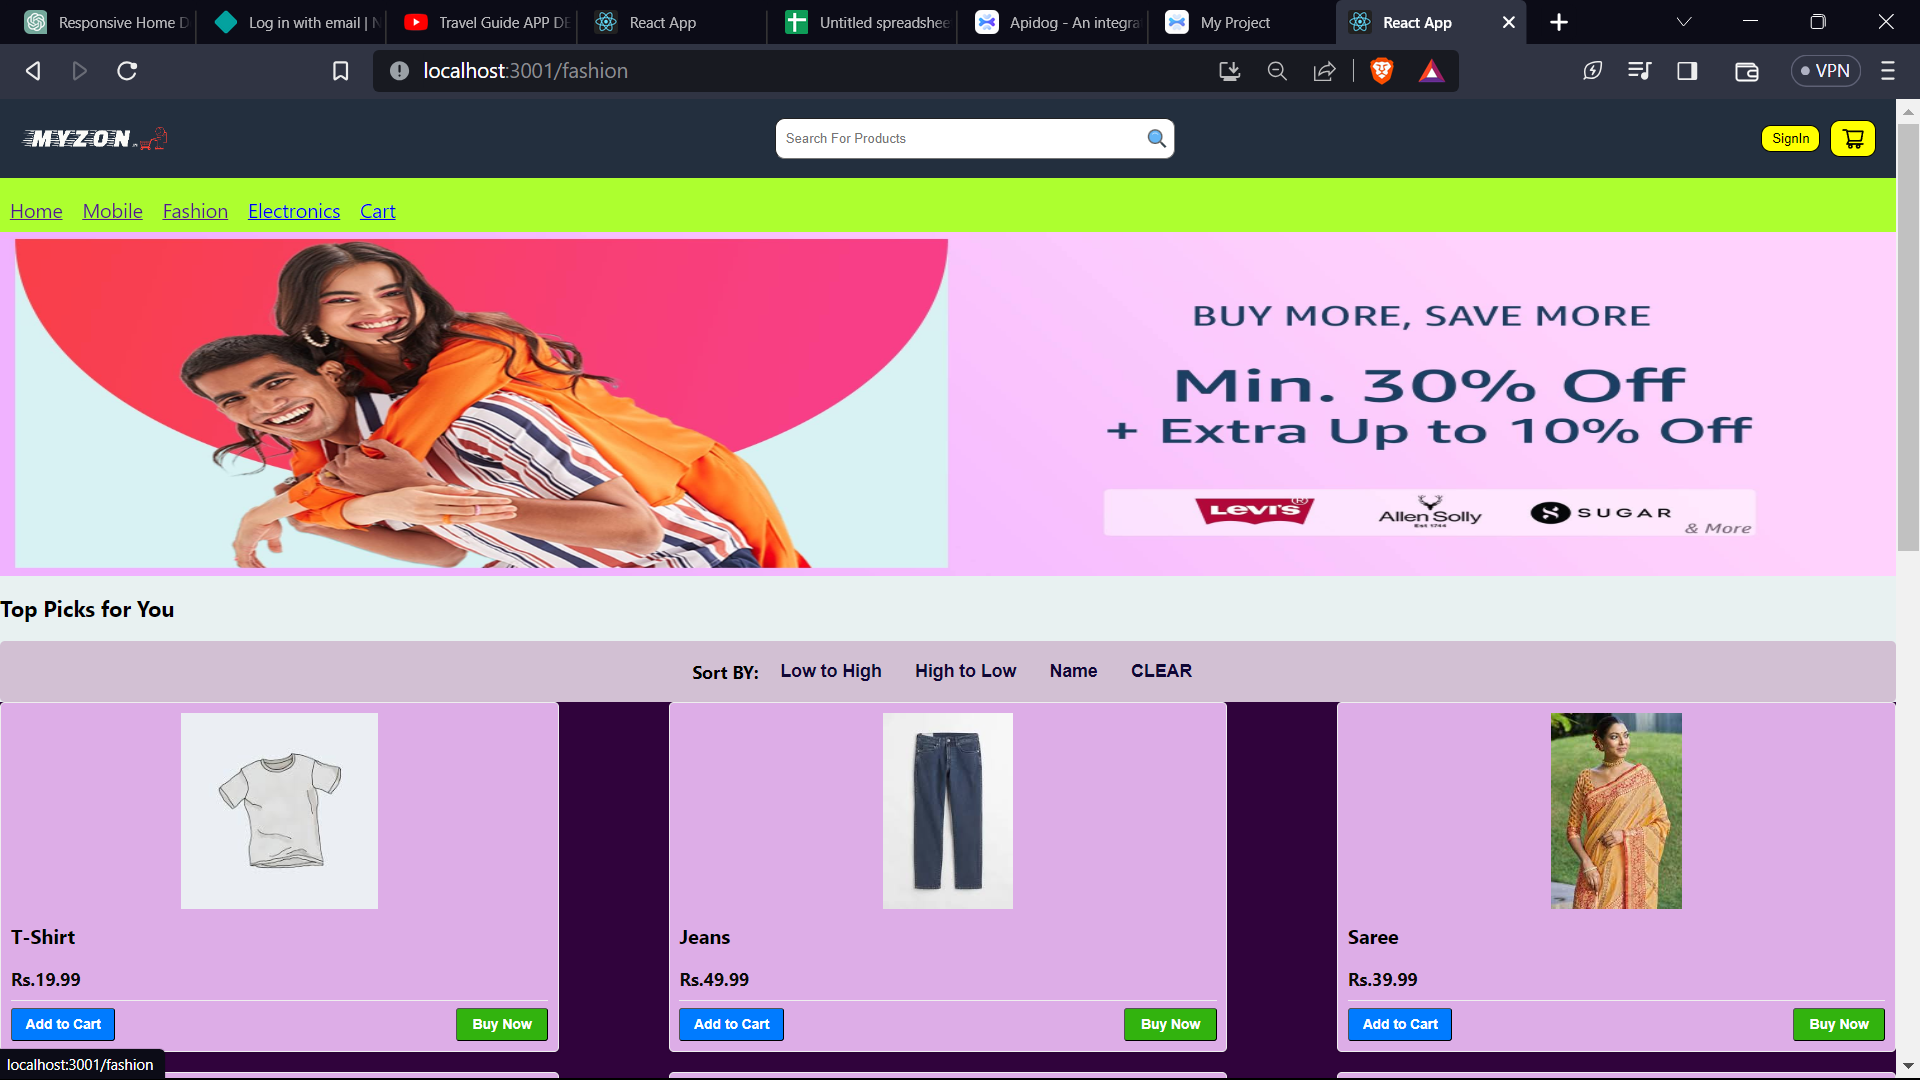 Responsive Home D
Log in with email | N
Travel Guide APP DE
React App
Untitled spreadshee
Apidog - An integra
My Project
React App
localhost:3001/fashion
VPN
MYZON
Search For Products
SignIn
Home Mobile Fashion Electronics Cart
BUY MORE, SAVE MORE
Min. 30% Off
+ Extra Up to 10% Off
LEVI'S®
Allen Solly
Est 1744
SUGAR
& More
Top Picks for You
Sort BY: Low to High High to Low Name CLEAR
T-Shirt
Rs.19.99
Add to Cart Buy Now
Jeans
Rs.49.99
Add to Cart Buy Now
Saree
Rs.39.99
Add to Cart Buy Now
localhost:3001/fashion